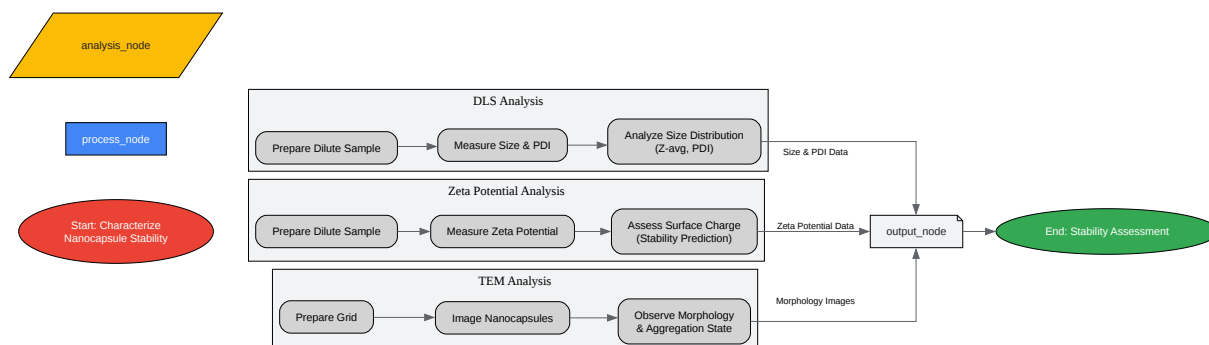 analysis_node
process_node
Start: Characterize
Nanocapsule Stability
DLS Analysis
Prepare Dilute Sample
Measure Size & PDI
Analyze Size Distribution
(Z-avg, PDI)
Size & PDI Data
Zeta Potential Analysis
Prepare Dilute Sample
Measure Zeta Potential
Assess Surface Charge
(Stability Prediction)
Zeta Potential Data
output_node
End: Stability Assessment
TEM Analysis
Prepare Grid
Image Nanocapsules
Observe Morphology
& Aggregation State
Morphology Images